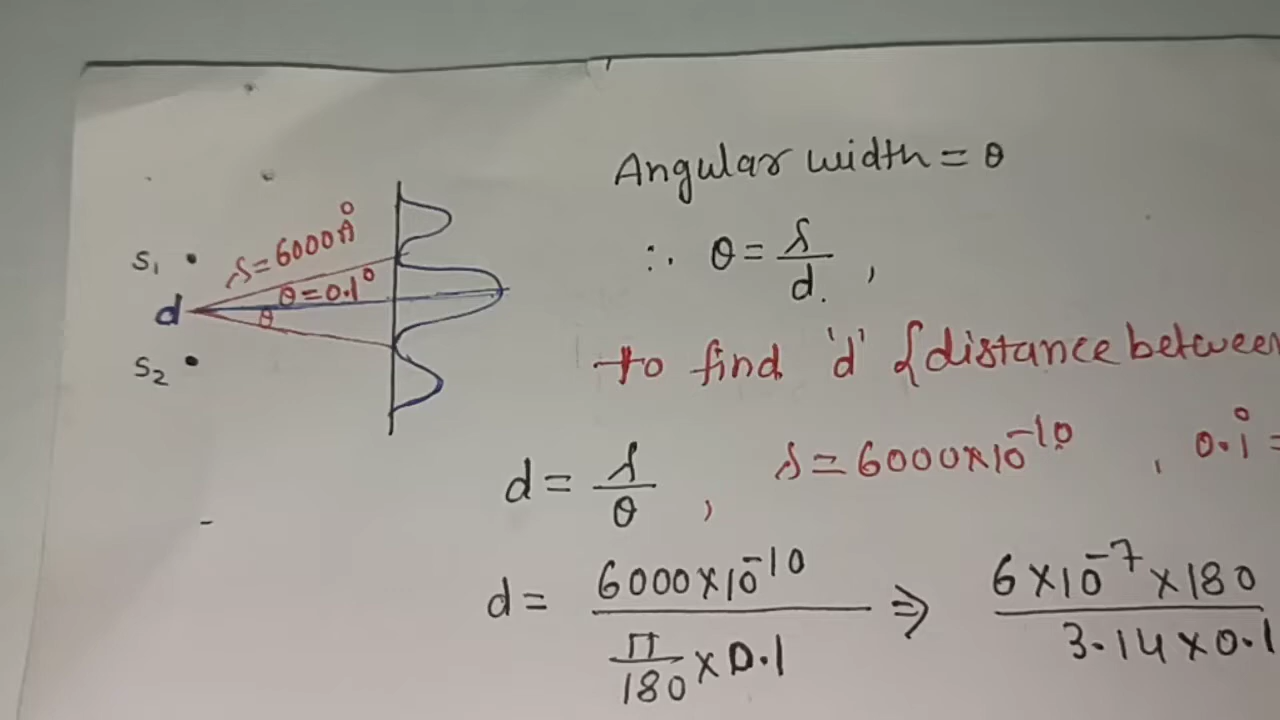 Angular width = θ
S₁ •
λ = 6000 Å
θ = 0.1°
θ
d
S₂ •
∴ θ = λ/d ,
to find 'd' {distance between
d = λ/θ , λ = 6000×10⁻¹⁰ , 0.1° =
d = 6000×10⁻¹⁰ / (π/180 × 0.1) ⇒ 6×10⁻⁷×180 / 3.14×0.1